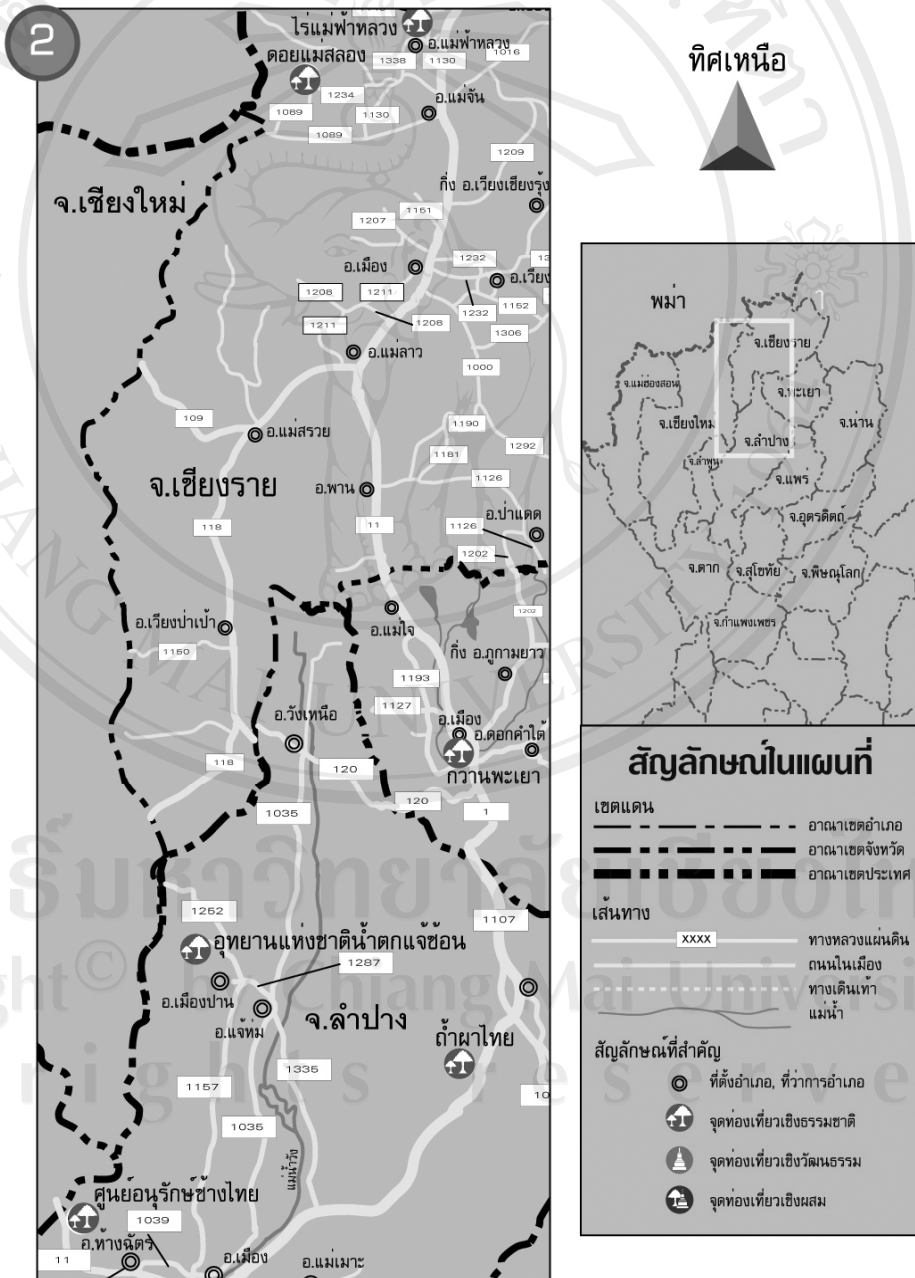 2
ไร่แม่ฟ้าหลวง
อ.แม่ฟ้าหลวง
ดอยแม่สลอง
1338
1130
1016
1234
1089
1130
1089
อ.แม่จัน
1209
กิ่ง อ.เวียงเชียงรุ้ง
จ.เชียงใหม่
1207
1151
อ.เมือง
1232
อ.เวียง
1208
1211
1211
1208
1232
1152
1306
อ.แม่ลาว
1000
109
อ.แม่สรวย
1190
1292
1181
1126
จ.เชียงราย
อ.พาน
118
11
1126
อ.ป่าแดด
1202
อ.เวียงป่าเป้า
1150
อ.แม่ใจ
1202
กิ่ง อ.ภูกามยาว
1193
1127
อ.วังเหนือ
อ.เมือง
อ.ดอกคำใต้
กว๊านพะเยา
118
120
120
1035
1
1252
1107
อุทยานแห่งชาติน้ำตกแจ้ซ้อน
1287
อ.เมืองปาน
อ.แจ้ห่ม
จ.ลำปาง
ถ้ำผาไทย
1335
1157
1035
10
แม่น้ำวัง
ศูนย์อนุรักษ์ช้างไทย
1039
อ.ห้างฉัตร
11
อ.เมือง
อ.แม่เมาะ
ทิศเหนือ
พม่า
จ.เชียงราย
จ.แม่ฮ่องสอน
จ.พะเยา
จ.เชียงใหม่
จ.น่าน
จ.ลำปาง
จ.ลำพูน
จ.แพร่
จ.อุตรดิตถ์
จ.ตาก
จ.สุโขทัย
จ.พิษณุโลก
จ.กำแพงเพชร
สัญลักษณ์ในแผนที่
เขตแดน
อาณาเขตอำเภอ
อาณาเขตจังหวัด
อาณาเขตประเทศ
เส้นทาง
XXXX
ทางหลวงแผ่นดิน
ถนนในเมือง
ทางเดินเท้า
แม่น้ำ
สัญลักษณ์ที่สำคัญ
ที่ตั้งอำเภอ, ที่ว่าการอำเภอ
จุดท่องเที่ยวเชิงธรรมชาติ
จุดท่องเที่ยวเชิงวัฒนธรรม
จุดท่องเที่ยวเชิงผสม